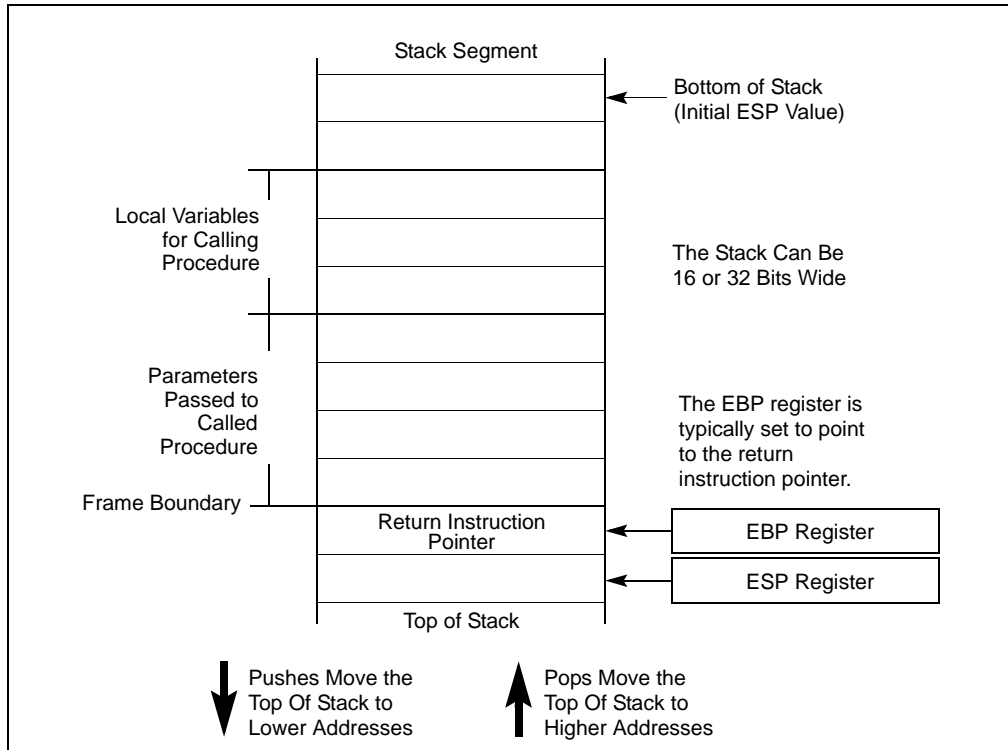 Stack Segment
Bottom of Stack
(Initial ESP Value)
Local Variables
for Calling
Procedure
The Stack Can Be
16 or 32 Bits Wide
Parameters
Passed to
Called
Procedure
The EBP register is
typically set to point
to the return
instruction pointer.
Frame Boundary
Return Instruction
Pointer
EBP Register
ESP Register
Top of Stack
Pushes Move the
Top Of Stack to
Lower Addresses
Pops Move the
Top Of Stack to
Higher Addresses